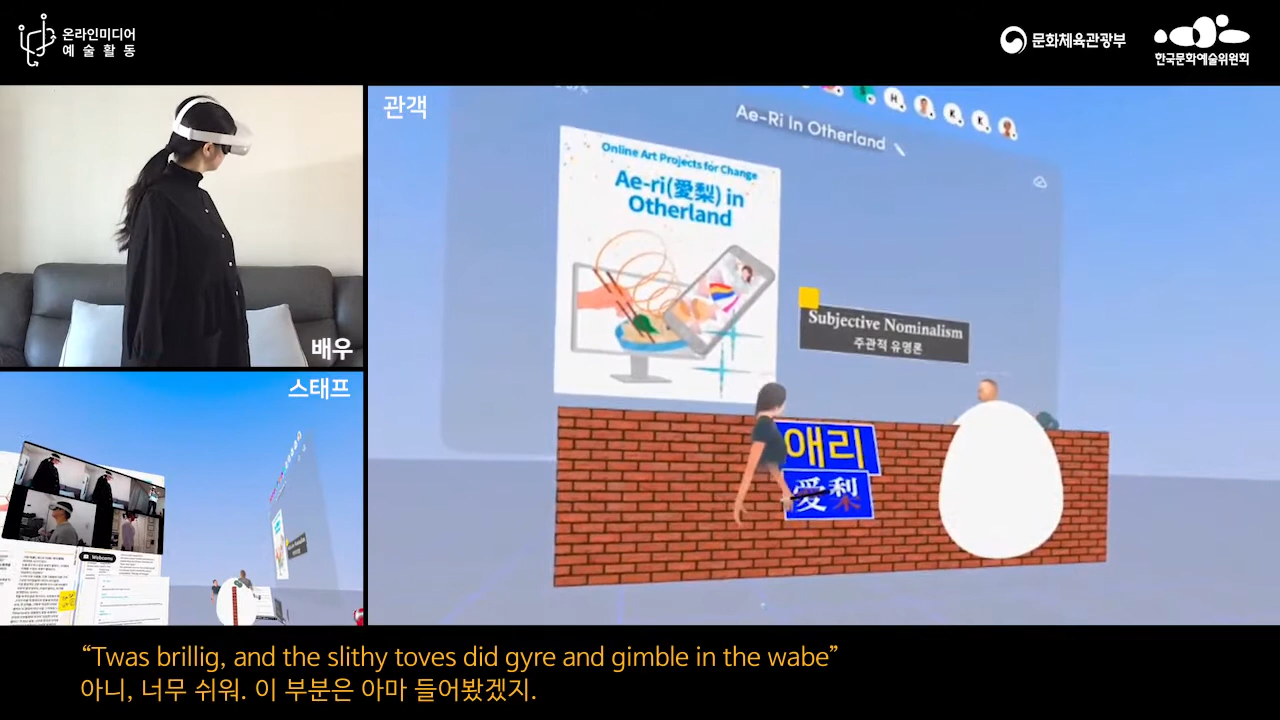 온라인미디어
예술활동
문화체육관광부
한국문화예술위원회
배우
스태프
관객
Ae-Ri In Otherland
Online Art Projects for Change
Ae-ri(愛梨) in
Otherland
Subjective Nominalism
주관적 유명론
애리
愛梨
Webcams
“Twas brillig, and the slithy toves did gyre and gimble in the wabe”
아니, 너무 쉬워. 이 부분은 아마 들어봤겠지.